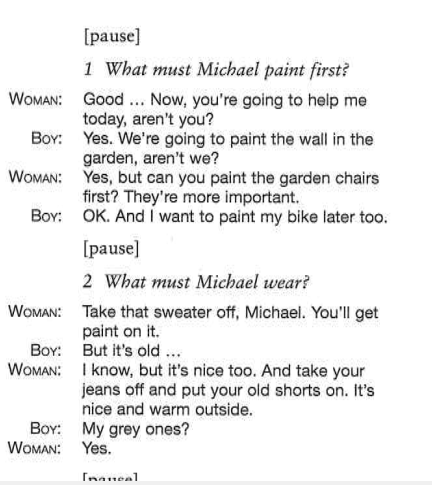 [pause]
1 What must Michael paint first?
WOMAN: Good ... Now, you're going to help me
today, aren't you?
BOY: Yes. We're going to paint the wall in the
garden, aren't we?
WOMAN: Yes, but can you paint the garden chairs
first? They're more important.
BOY: OK. And I want to paint my bike later too.
[pause]
2 What must Michael wear?
WOMAN: Take that sweater off, Michael. You'll get
paint on it.
BOY: But it's old ...
WOMAN: I know, but it's nice too. And take your
jeans off and put your old shorts on. It's
nice and warm outside.
BOY: My grey ones?
WOMAN: Yes.
[pause]